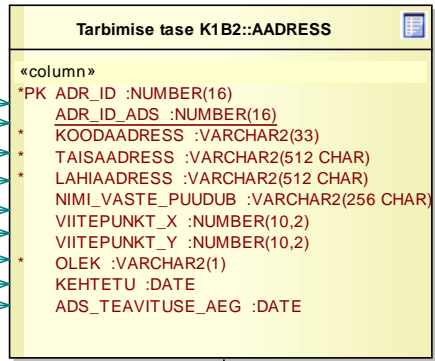 Tarbimise tase K1B2::AADRESS
«column»
*PK ADR_ID :NUMBER(16)
ADR_ID_ADS :NUMBER(16)
* KOODAADRESS :VARCHAR2(33)
* TAISAADRESS :VARCHAR2(512 CHAR)
* LAHIAADRESS :VARCHAR2(512 CHAR)
NIMI_VASTE_PUUDUB :VARCHAR2(256 CHAR)
VIITEPUNKT_X :NUMBER(10,2)
VIITEPUNKT_Y :NUMBER(10,2)
* OLEK :VARCHAR2(1)
KEHTETU :DATE
ADS_TEAVITUSE_AEG :DATE